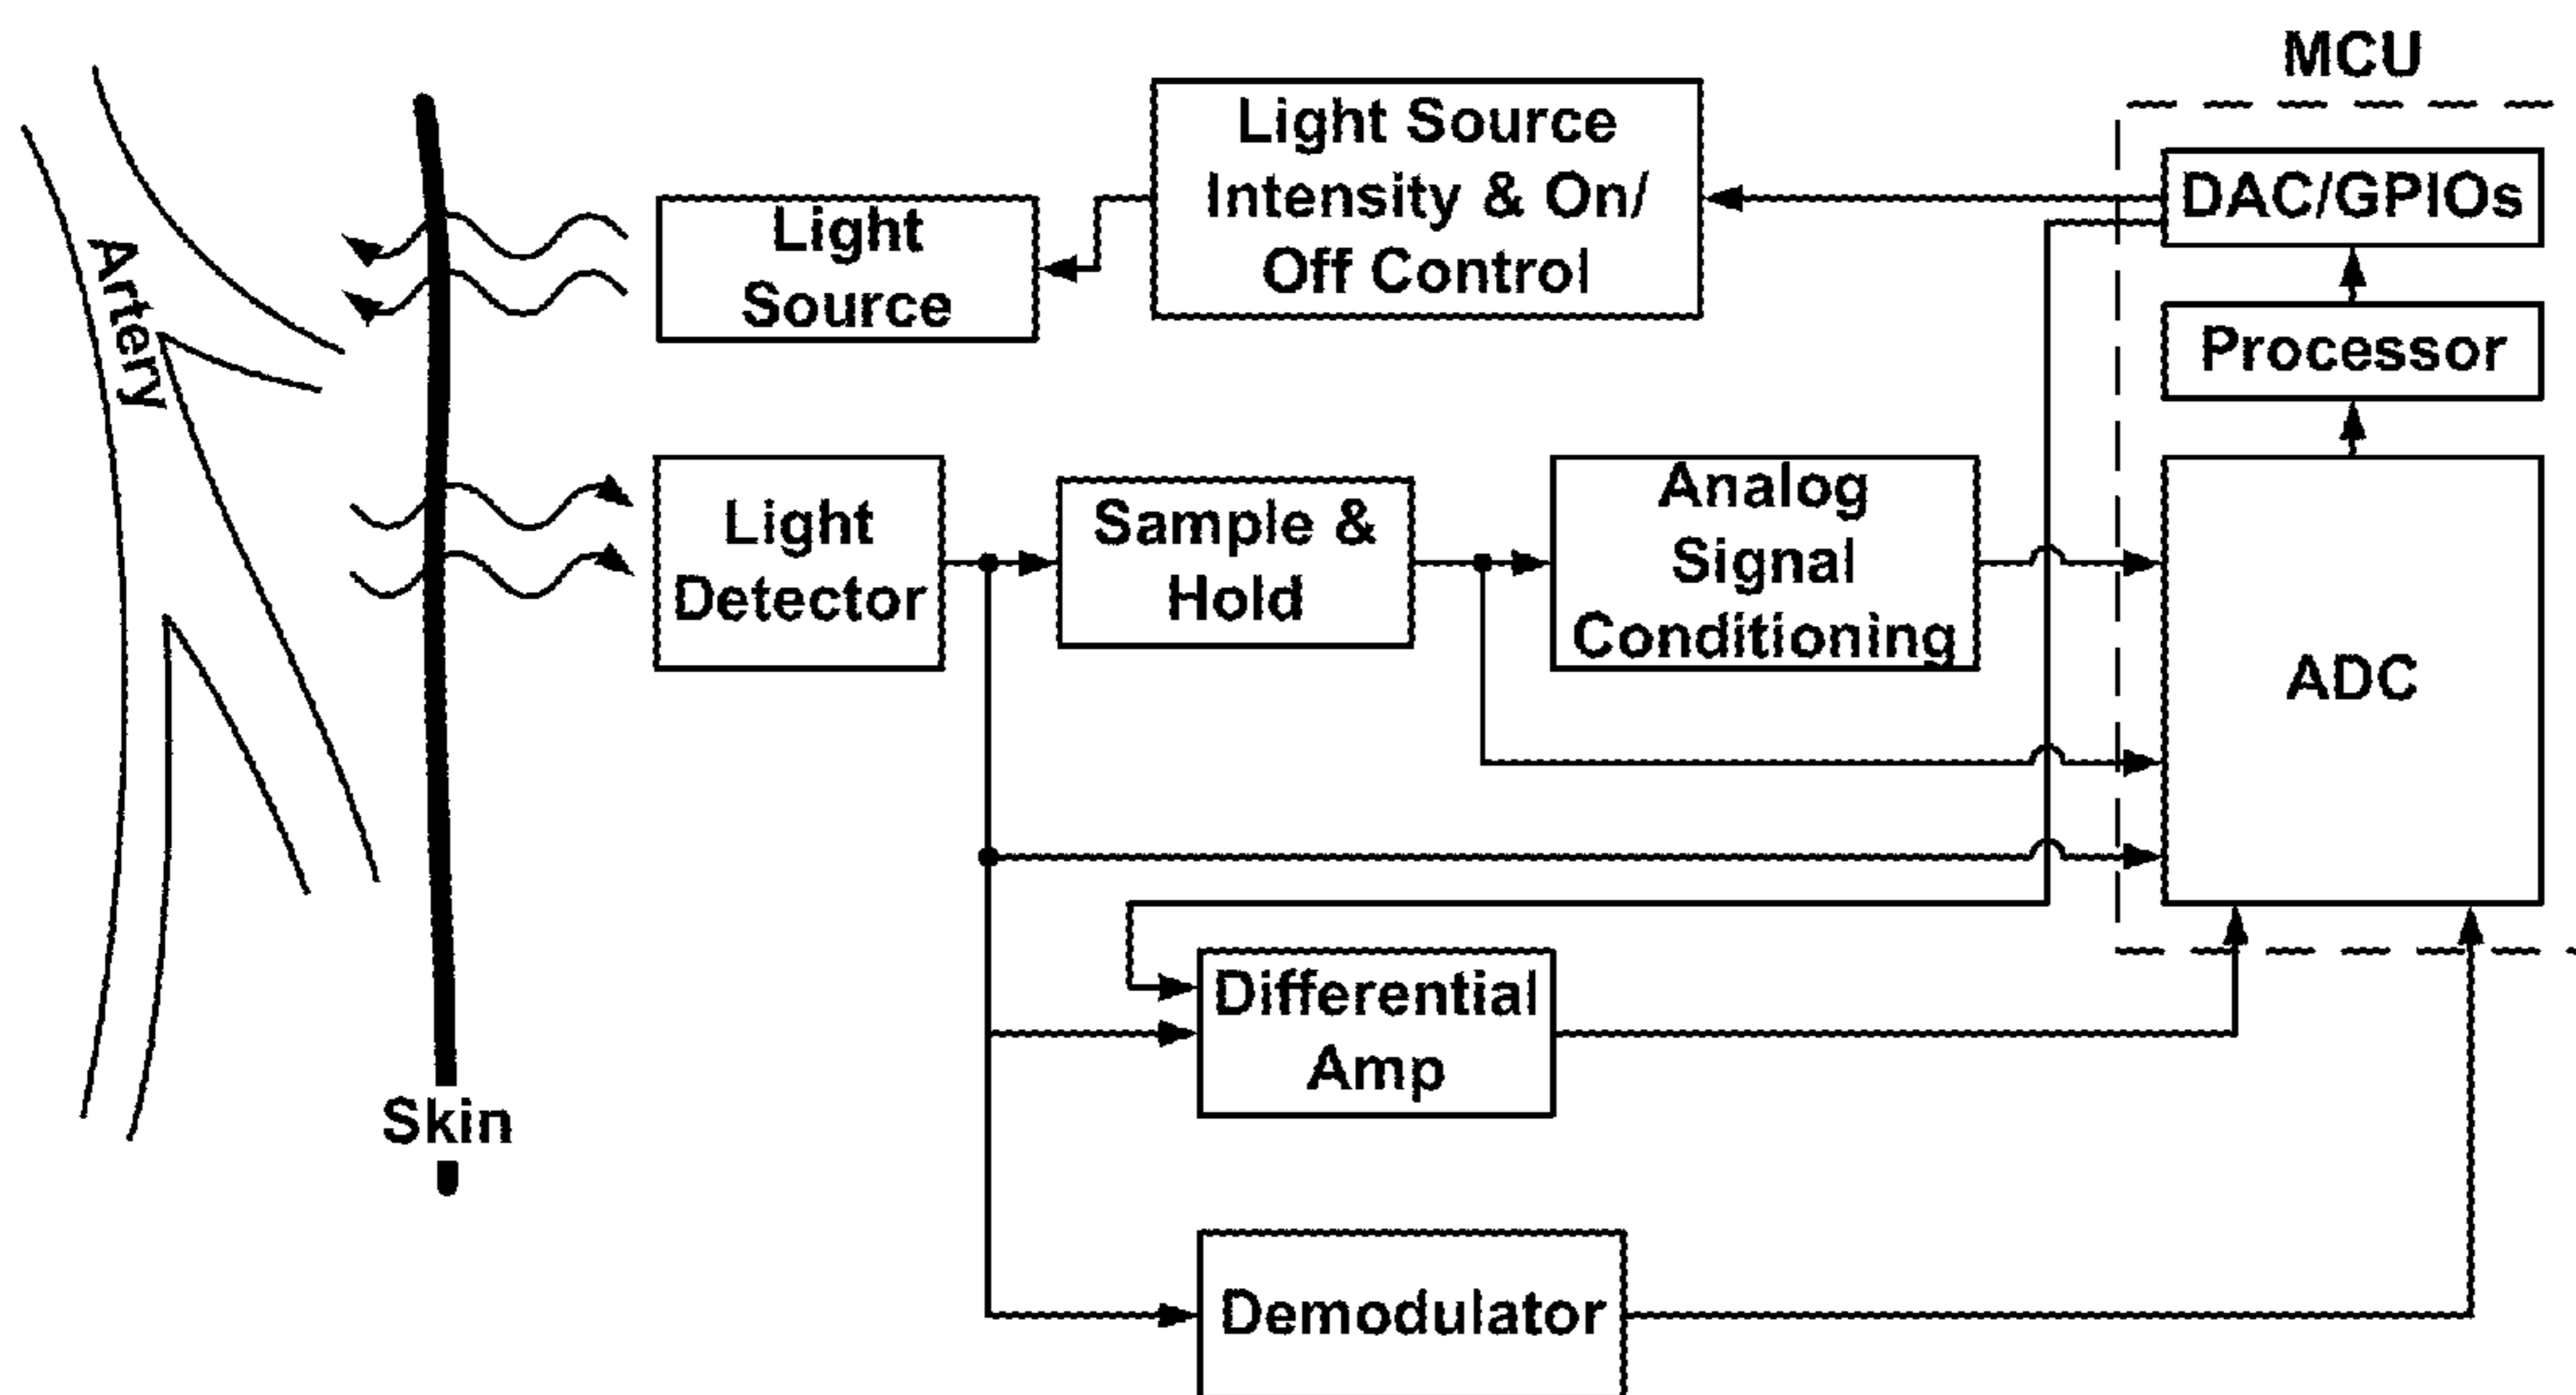 MCU
Light Source
Intensity & On/
Off Control
DAC/GPIOs
Light
Source
Artery
Processor
Light
Detector
Sample &
Hold
Analog
Signal
Conditioning
ADC
Differential
Amp
Skin
Demodulator